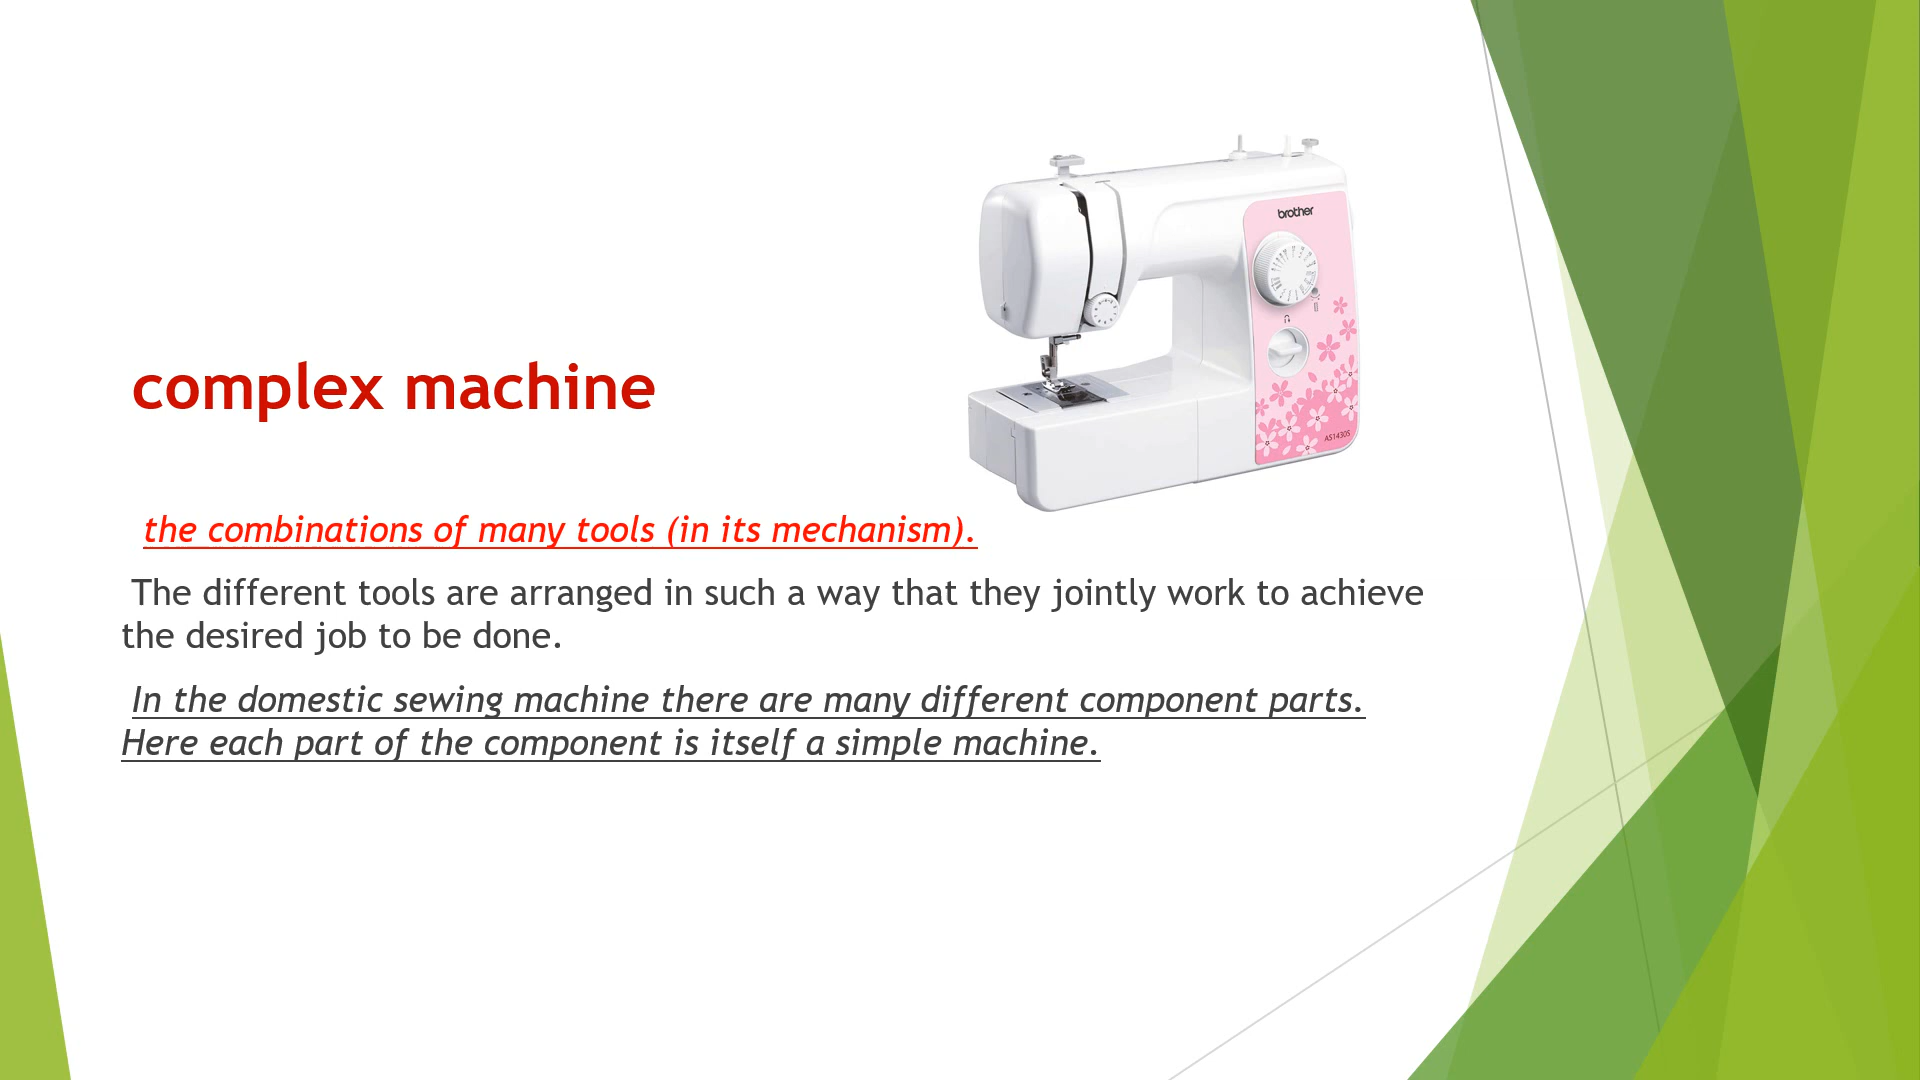 brother
AS1430S
complex machine
the combinations of many tools (in its mechanism).
The different tools are arranged in such a way that they jointly work to achieve
the desired job to be done.
In the domestic sewing machine there are many different component parts.
Here each part of the component is itself a simple machine.